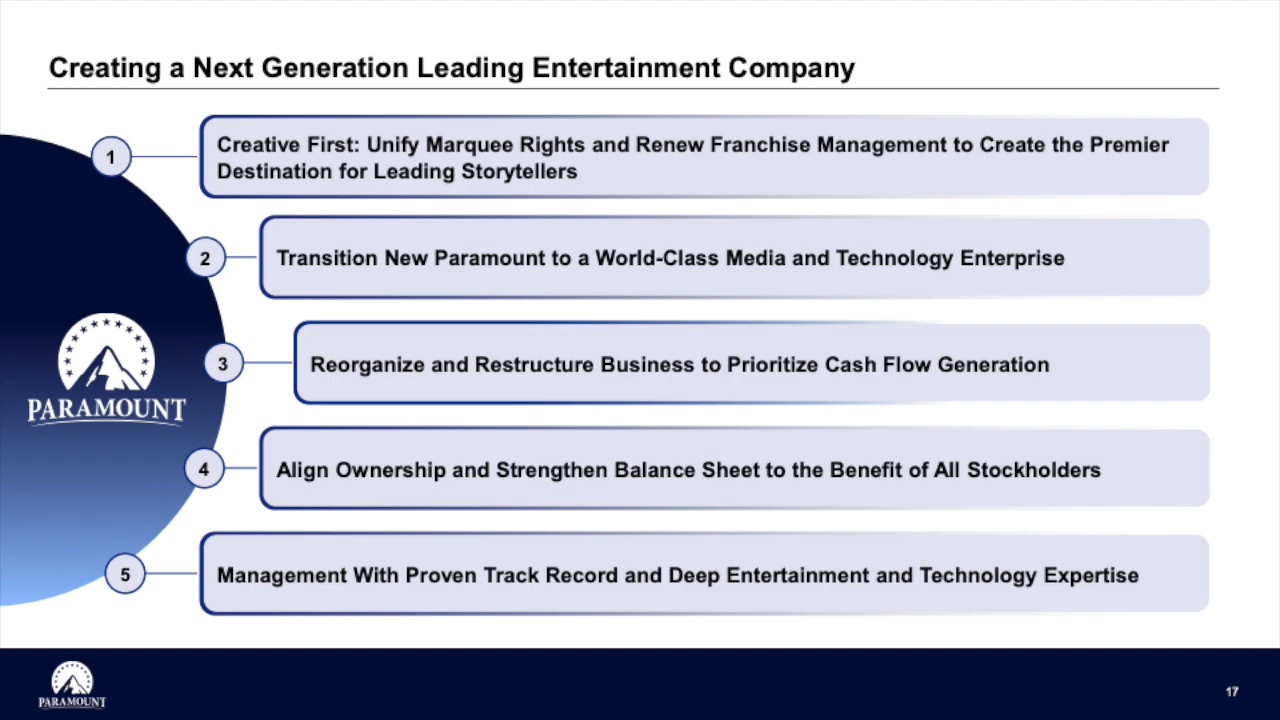 Creating a Next Generation Leading Entertainment Company
1
Creative First: Unify Marquee Rights and Renew Franchise Management to Create the Premier
Destination for Leading Storytellers
2
Transition New Paramount to a World-Class Media and Technology Enterprise
3
Reorganize and Restructure Business to Prioritize Cash Flow Generation
PARAMOUNT
4
Align Ownership and Strengthen Balance Sheet to the Benefit of All Stockholders
5
Management With Proven Track Record and Deep Entertainment and Technology Expertise
PARAMOUNT
17